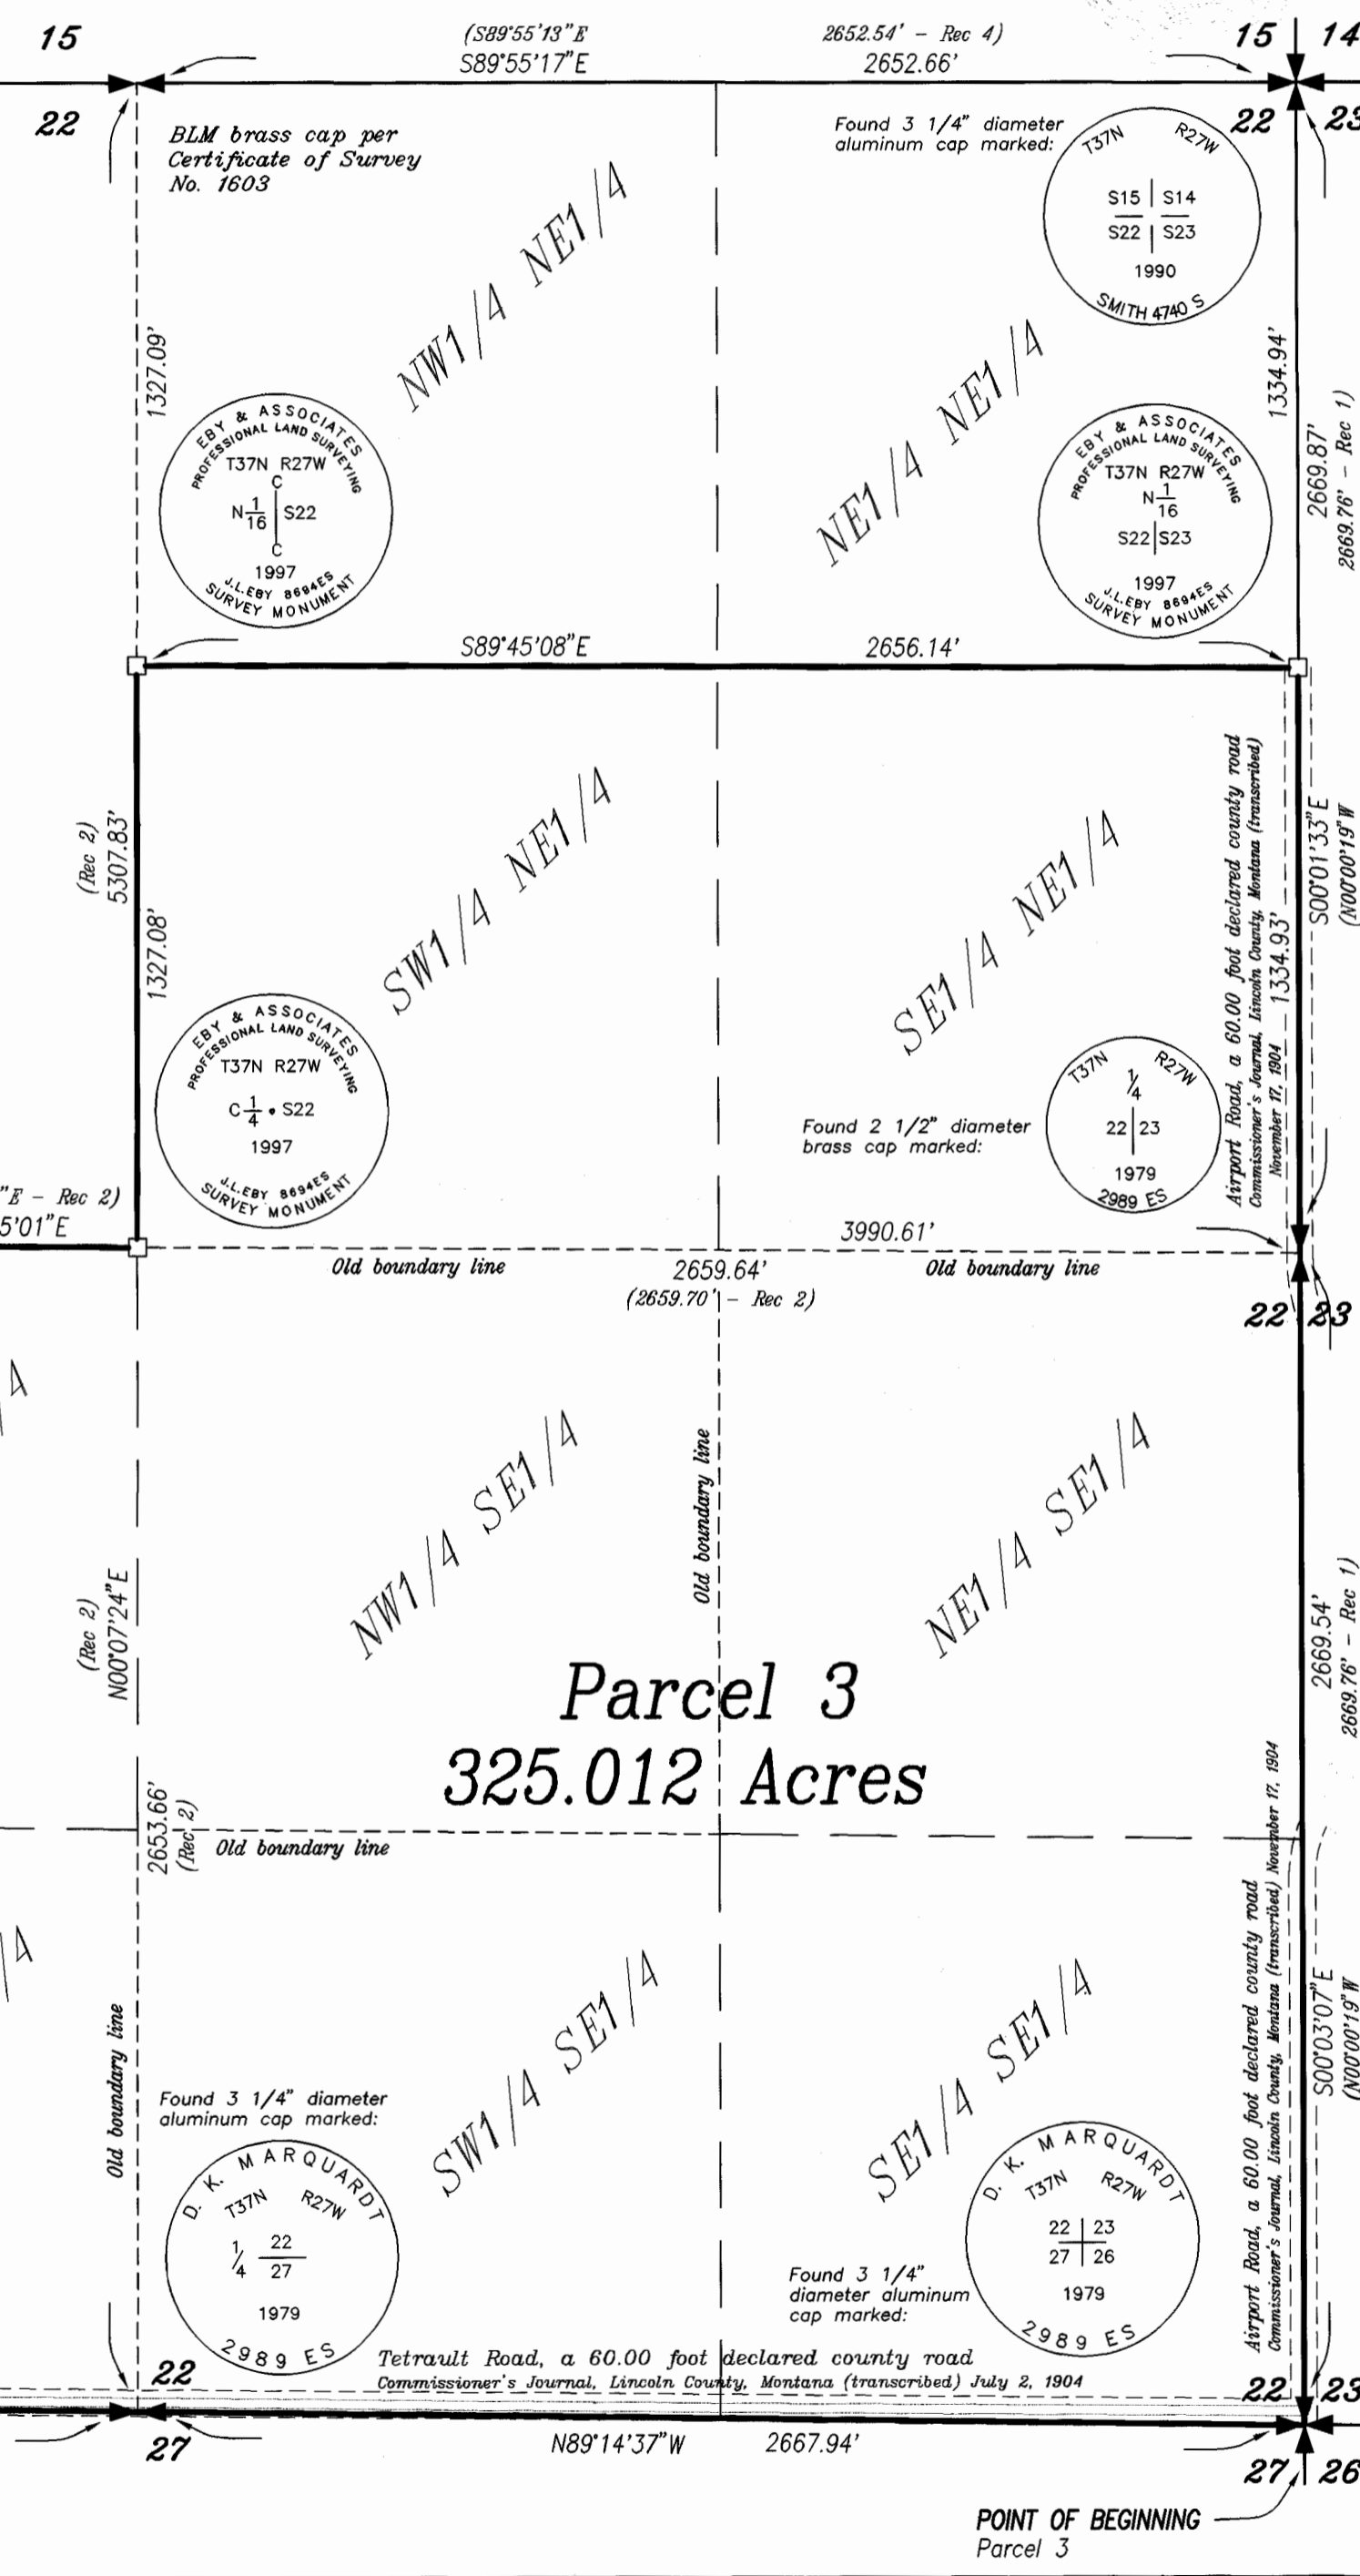 15
(S89°55'13"E 2652.54' - Rec 4)
S89°55'17"E 2652.66'
15 14
22
BLM brass cap per
Certificate of Survey
No. 1603
Found 3 1/4" diameter
aluminum cap marked:
22 23
T37N R27W
S15 S14
S22 S23
1990
SMITH 4740 S
NW1/4 NE1/4
NE1/4 NE1/4
1327.09'
1334.94'
2669.87'
2669.76' - Rec 1)
EBY & ASSOCIATES
PROFESSIONAL LAND SURVEYING
T37N R27W
C
N 1/16 S22
C
1997
J.L.EBY 8694ES
SURVEY MONUMENT
EBY & ASSOCIATES
PROFESSIONAL LAND SURVEYING
T37N R27W
N 1/16
S22 S23
1997
J.L.EBY 8694ES
SURVEY MONUMENT
S89°45'08"E 2656.14'
(Rec 2)
5307.83'
1327.08'
SW1/4 NE1/4
SE1/4 NE1/4
Airport Road, a 60.00 foot declared county road
Commissioner's Journal, Lincoln County, Montana (transcribed)
November 17, 1904
1334.93'
S00°01'33"E
(N00°00'19"W
EBY & ASSOCIATES
PROFESSIONAL LAND SURVEYING
T37N R27W
C 1/4 • S22
1997
J.L.EBY 8694ES
SURVEY MONUMENT
Found 2 1/2" diameter
brass cap marked:
T37N R27W
1/4
22 23
1979
2989 ES
"E - Rec 2)
5'01"E
3990.61'
Old boundary line 2659.64' Old boundary line
(2659.70' - Rec 2)
22 23
4
NW1/4 SE1/4
Old boundary line
NE1/4 SE1/4
(Rec 2)
N00°07'24"E
2669.54'
2669.76' - Rec 1)
Parcel 3
325.012 Acres
2653.66'
(Rec 2)
Old boundary line
/4
Old boundary line
SW1/4 SE1/4
SE1/4 SE1/4
Airport Road, a 60.00 foot declared county road
Commissioner's Journal, Lincoln County, Montana (transcribed) November 17, 1904
S00°03'07"E
(N00°00'19"W
Found 3 1/4" diameter
aluminum cap marked:
D. K. MARQUARDT
T37N R27W
1/4 22
27
1979
2989 ES
Found 3 1/4"
diameter aluminum
cap marked:
D. K. MARQUARDT
T37N R27W
22 23
27 26
1979
2989 ES
Tetrault Road, a 60.00 foot declared county road
Commissioner's Journal, Lincoln County, Montana (transcribed) July 2, 1904
22
22 23
27
N89°14'37"W 2667.94'
27 26
POINT OF BEGINNING
Parcel 3